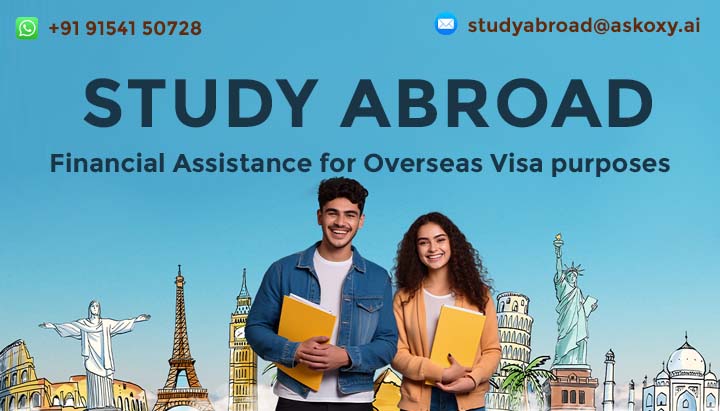 +91 91541 50728
studyabroad@askoxy.ai
STUDY ABROAD
Financial Assistance for Overseas Visa purposes